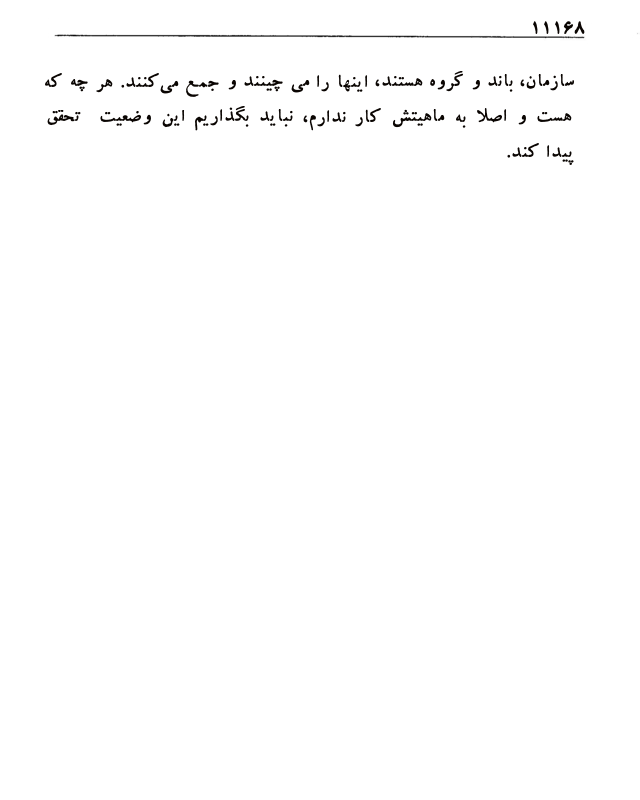 ۱۱۱۶۸
سازمان، باند و گروه هستند، اینها را می چینند و جمع می‌کنند. هر چه که
هست و اصلا به ماهیتش کار ندارم، نباید بگذاریم این وضعیت تحقق
پیدا کند.